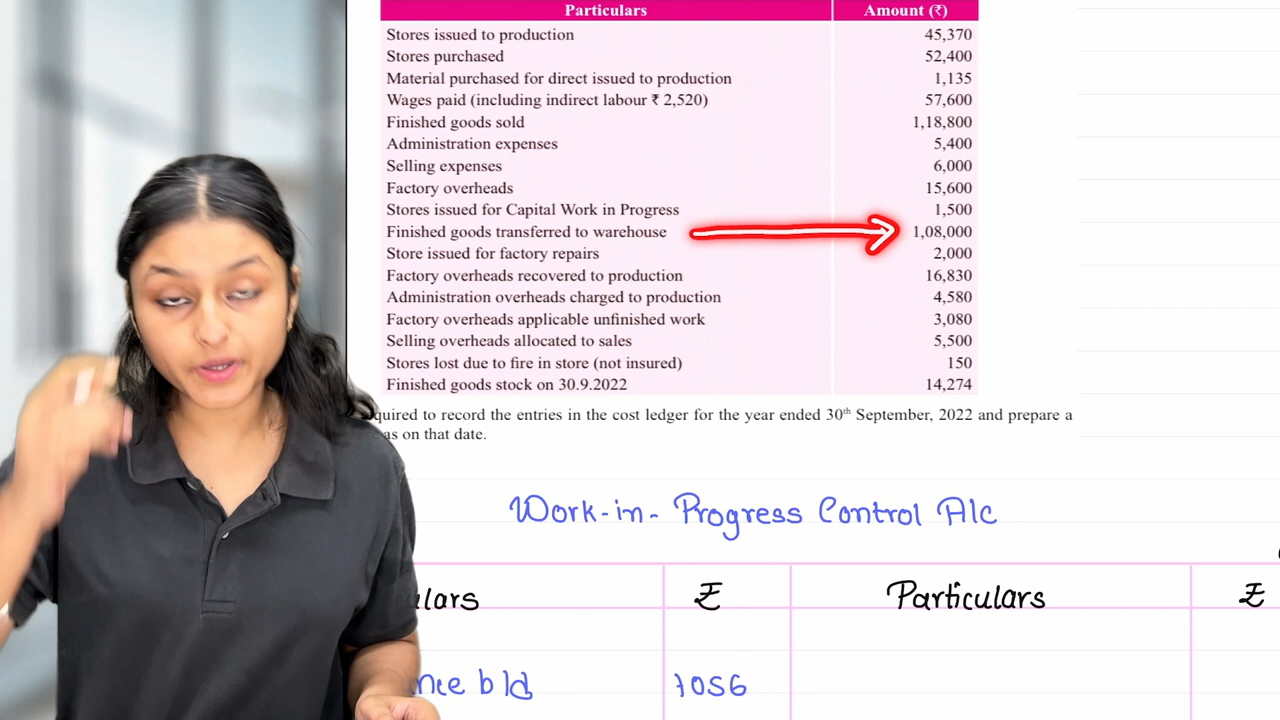 Particulars Amount (₹)
Stores issued to production 45,370
Stores purchased 52,400
Material purchased for direct issued to production 1,135
Wages paid (including indirect labour ₹ 2,520) 57,600
Finished goods sold 1,18,800
Administration expenses 5,400
Selling expenses 6,000
Factory overheads 15,600
Stores issued for Capital Work in Progress 1,500
Finished goods transferred to warehouse 1,08,000
Store issued for factory repairs 2,000
Factory overheads recovered to production 16,830
Administration overheads charged to production 4,580
Factory overheads applicable unfinished work 3,080
Selling overheads allocated to sales 5,500
Stores lost due to fire in store (not insured) 150
Finished goods stock on 30.9.2022 14,274
quired to record the entries in the cost ledger for the year ended 30th September, 2022 and prepare a
as on that date.
Work-in-Progress Control A/c
ulars ₹ Particulars ₹
nce b/d 7056